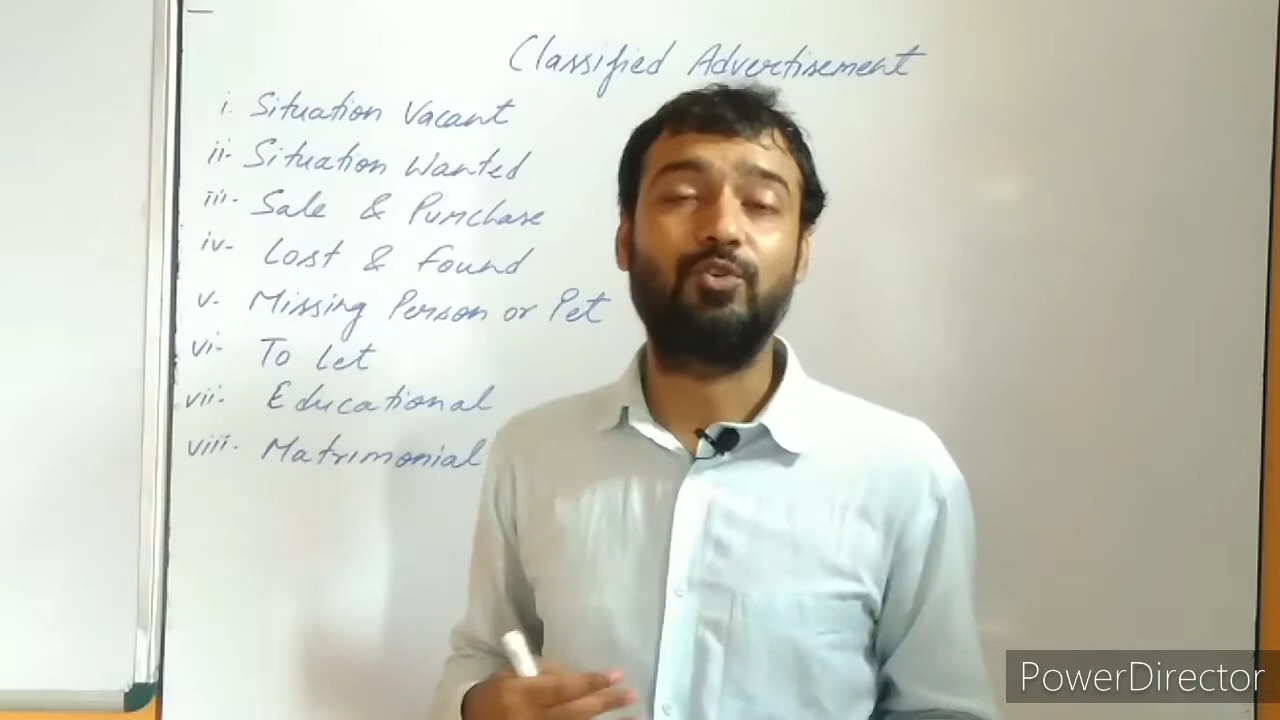 Classified Advertisement
i. Situation Vacant
ii- Situation Wanted
iii- Sale & Purchase
iv- Lost & Found
v- Missing Person or Pet
vi- To Let
vii- Educational
viii- Matrimonial
PowerDirector